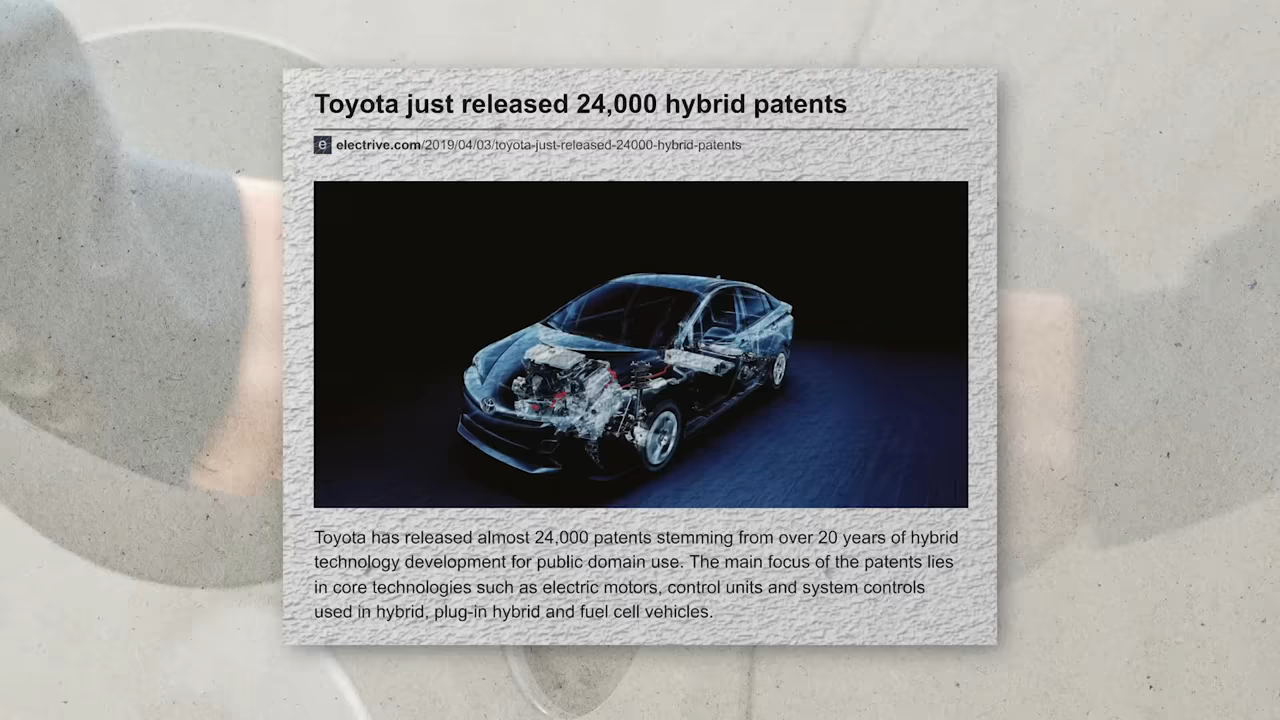 Toyota just released 24,000 hybrid patents
e electrive.com/2019/04/03/toyota-just-released-24000-hybrid-patents
Toyota has released almost 24,000 patents stemming from over 20 years of hybrid
technology development for public domain use. The main focus of the patents lies
in core technologies such as electric motors, control units and system controls
used in hybrid, plug-in hybrid and fuel cell vehicles.